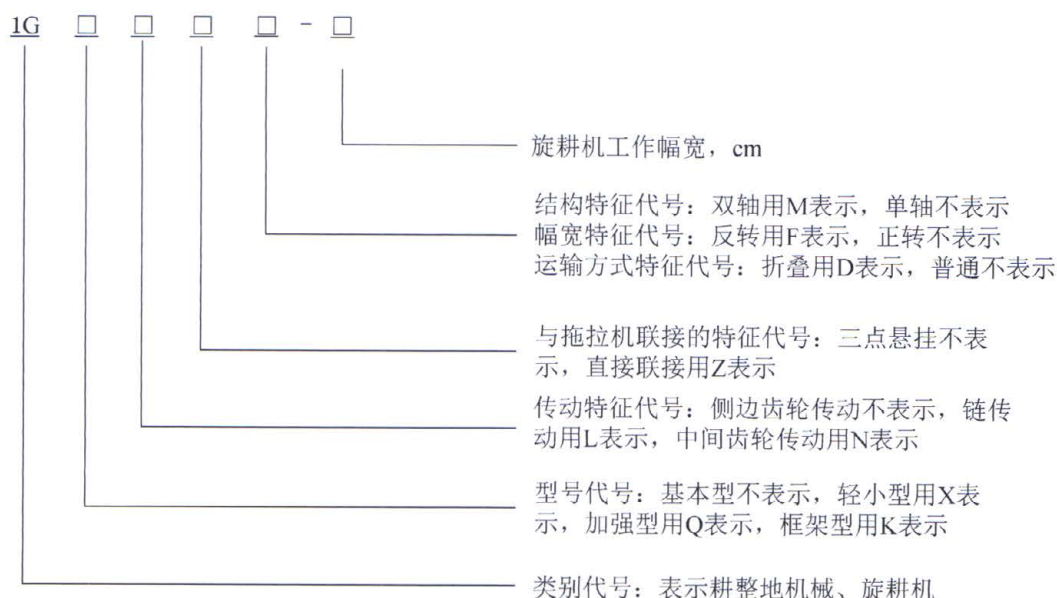 1G □ □ □ □ - □
旋耕机工作幅宽，cm
结构特征代号：双轴用M表示，单轴不表示
幅宽特征代号：反转用F表示，正转不表示
运输方式特征代号：折叠用D表示，普通不表示
与拖拉机联接的特征代号：三点悬挂不表
示，直接联接用Z表示
传动特征代号：侧边齿轮传动不表示，链传
动用L表示，中间齿轮传动用N表示
型号代号：基本型不表示，轻小型用X表
示，加强型用Q表示，框架型用K表示
类别代号：表示耕整地机械、旋耕机